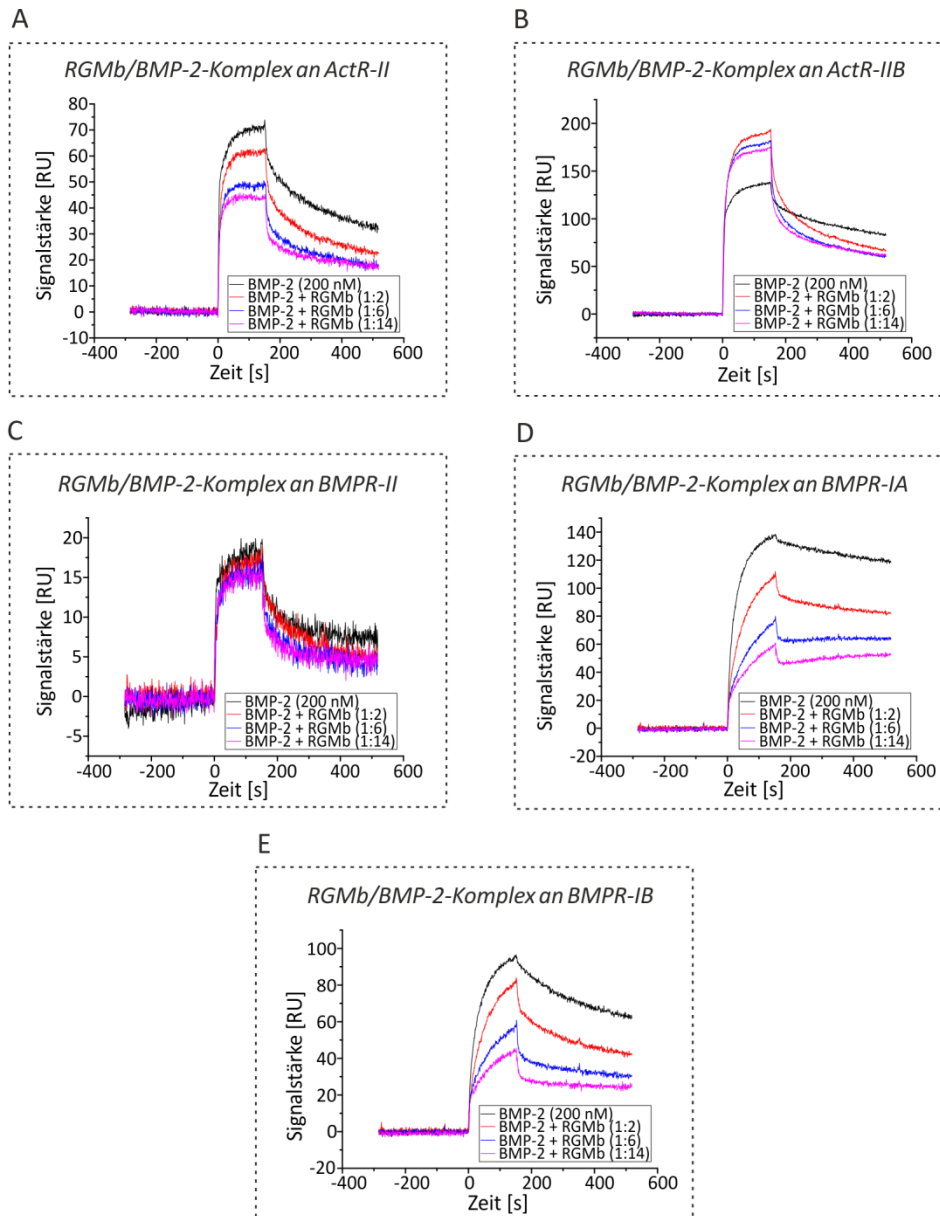 A
RGMb/BMP-2-Komplex an ActR-II
Signalstärke [RU]
80
70
60
50
40
30
20
10
0
-10
-400 -200 0 200 400 600
Zeit [s]
BMP-2 (200 nM)
BMP-2 + RGMb (1:2)
BMP-2 + RGMb (1:6)
BMP-2 + RGMb (1:14)
B
RGMb/BMP-2-Komplex an ActR-IIB
Signalstärke [RU]
200
150
100
50
0
-400 -200 0 200 400 600
Zeit [s]
BMP-2 (200 nM)
BMP-2 + RGMb (1:2)
BMP-2 + RGMb (1:6)
BMP-2 + RGMb (1:14)
C
RGMb/BMP-2-Komplex an BMPR-II
Signalstärke [RU]
20
15
10
5
0
-5
-400 -200 0 200 400 600
Zeit [s]
BMP-2 (200 nM)
BMP-2 + RGMb (1:2)
BMP-2 + RGMb (1:6)
BMP-2 + RGMb (1:14)
D
RGMb/BMP-2-Komplex an BMPR-IA
Signalstärke [RU]
140
120
100
80
60
40
20
0
-20
-400 -200 0 200 400 600
Zeit [s]
BMP-2 (200 nM)
BMP-2 + RGMb (1:2)
BMP-2 + RGMb (1:6)
BMP-2 + RGMb (1:14)
E
RGMb/BMP-2-Komplex an BMPR-IB
Signalstärke [RU]
100
80
60
40
20
0
-20
-400 -200 0 200 400 600
Zeit [s]
BMP-2 (200 nM)
BMP-2 + RGMb (1:2)
BMP-2 + RGMb (1:6)
BMP-2 + RGMb (1:14)